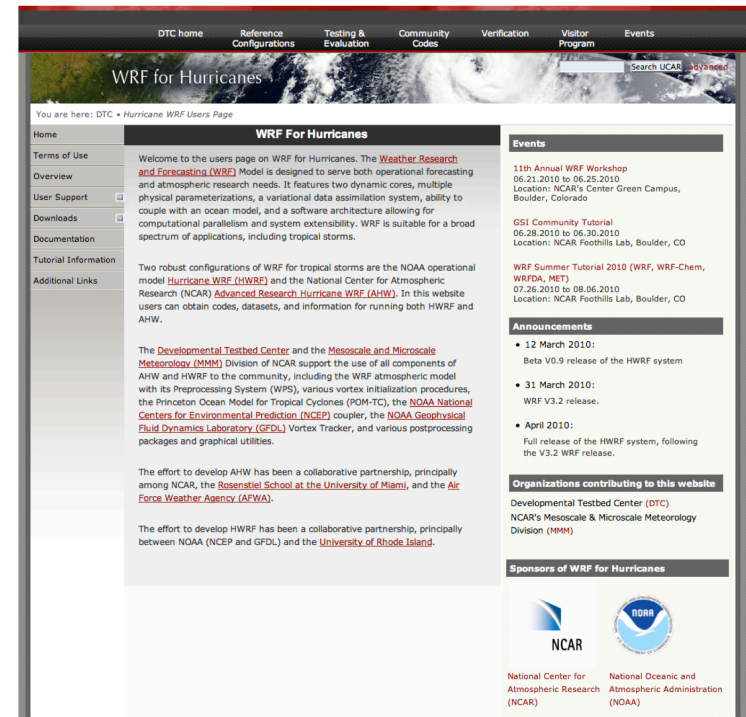 DTC home
Reference
Configurations
Testing &
Evaluation
Community
Codes
Verification
Visitor
Program
Events
WRF for Hurricanes
Search UCAR
advanced
You are here: DTC • Hurricane WRF Users Page
Home
Terms of Use
Overview
User Support
Downloads
Documentation
Tutorial Information
Additional Links
WRF For Hurricanes
Welcome to the users page on WRF for Hurricanes. The Weather Research
and Forecasting (WRF) Model is designed to serve both operational forecasting
and atmospheric research needs. It features two dynamic cores, multiple
physical parameterizations, a variational data assimilation system, ability to
couple with an ocean model, and a software architecture allowing for
computational parallelism and system extensibility. WRF is suitable for a broad
spectrum of applications, including tropical storms.
Two robust configurations of WRF for tropical storms are the NOAA operational
model Hurricane WRF (HWRF) and the National Center for Atmospheric
Research (NCAR) Advanced Research Hurricane WRF (AHW). In this website
users can obtain codes, datasets, and information for running both HWRF and
AHW.
The Developmental Testbed Center and the Mesoscale and Microscale
Meteorology (MMM) Division of NCAR support the use of all components of
AHW and HWRF to the community, including the WRF atmospheric model
with its Preprocessing System (WPS), various vortex initialization procedures,
the Princeton Ocean Model for Tropical Cyclones (POM-TC), the NOAA National
Centers for Environmental Prediction (NCEP) coupler, the NOAA Geophysical
Fluid Dynamics Laboratory (GFDL) Vortex Tracker, and various postprocessing
packages and graphical utilities.
The effort to develop AHW has been a collaborative partnership, principally
among NCAR, the Rosenstiel School at the University of Miami, and the Air
Force Weather Agency (AFWA).
The effort to develop HWRF has been a collaborative partnership, principally
between NOAA (NCEP and GFDL) and the University of Rhode Island.
Events
11th Annual WRF Workshop
06.21.2010 to 06.25.2010
Location: NCAR's Center Green Campus,
Boulder, Colorado
GSI Community Tutorial
06.28.2010 to 06.30.2010
Location: NCAR Foothills Lab, Boulder, CO
WRF Summer Tutorial 2010 (WRF, WRF-Chem,
WRFDA, MET)
07.26.2010 to 08.06.2010
Location: NCAR Foothills Lab, Boulder, CO
Announcements
• 12 March 2010:
Beta V0.9 release of the HWRF system
• 31 March 2010:
WRF V3.2 release.
• April 2010:
Full release of the HWRF system, following
the V3.2 WRF release.
Organizations contributing to this website
Developmental Testbed Center (DTC)
NCAR's Mesoscale & Microscale Meteorology
Division (MMM)
Sponsors of WRF for Hurricanes
NCAR
NOAA
National Center for
Atmospheric Research
(NCAR)
National Oceanic and
Atmospheric Administration
(NOAA)